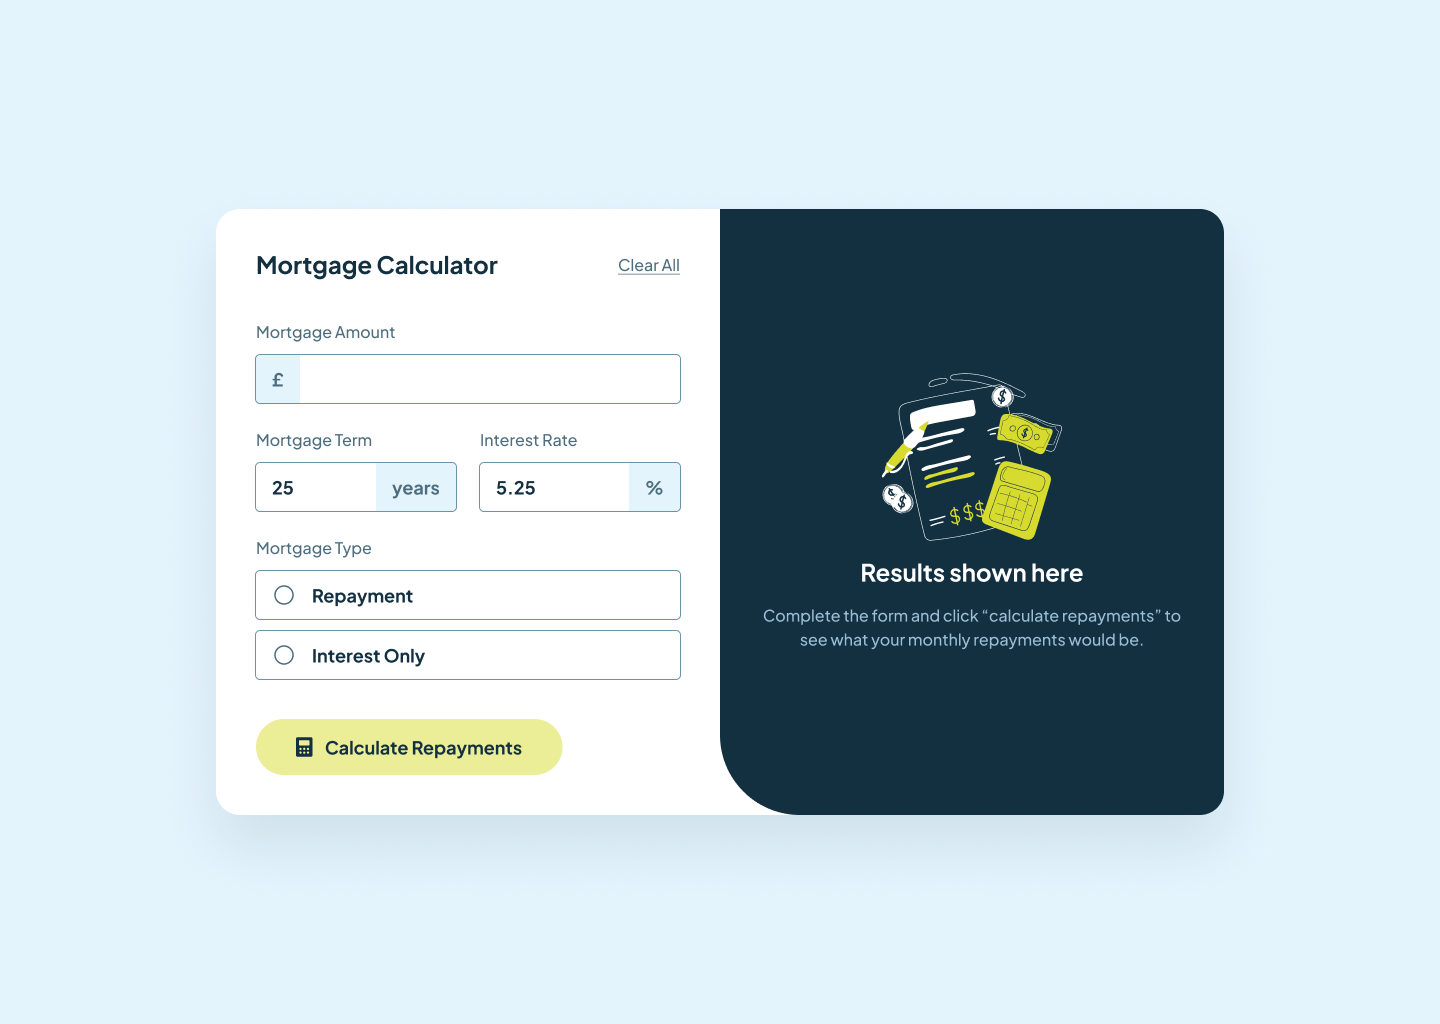 Mortgage Calculator
Clear All
Mortgage Amount
£
Mortgage Term
25
years
Interest Rate
5.25
%
Mortgage Type
Repayment
Interest Only
Calculate Repayments
$
$
$
$
$$$
Results shown here
Complete the form and click “calculate repayments” to
see what your monthly repayments would be.